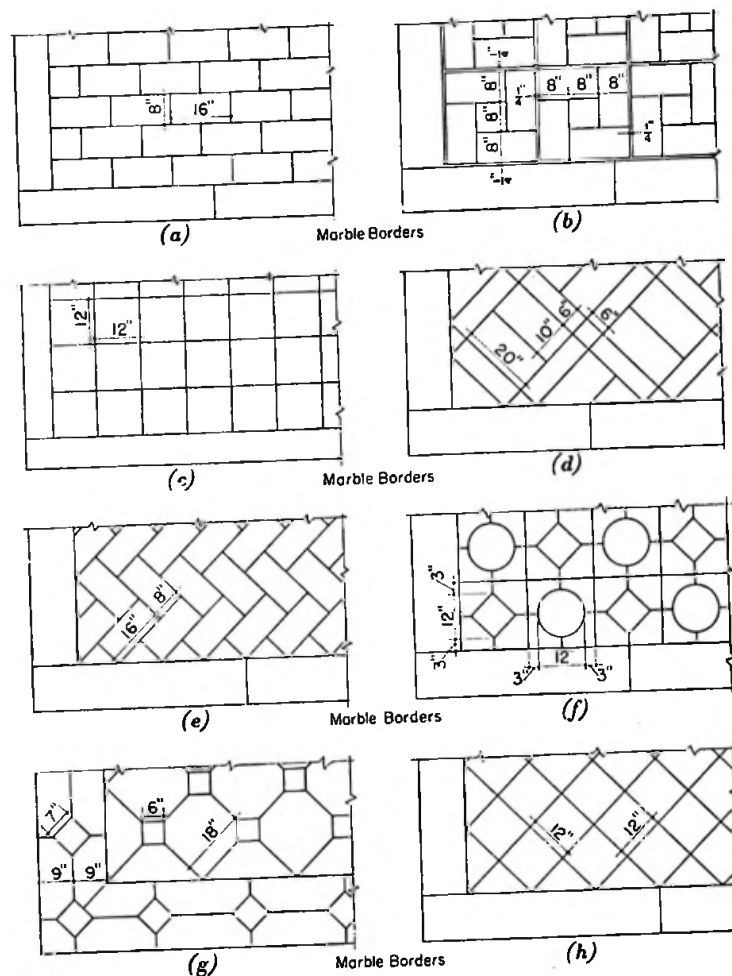 8" 16"
(a)
8" 8" 8"
8" 8" 8"
(b)
Marble Borders
12" 12"
(c)
20" 10" 6" 6"
(d)
Marble Borders
16" 8"
(e)
3" 12" 3"
3" 12 3"
(f)
Marble Borders
7" 6" 18"
9" 9"
(g)
12" 12"
(h)
Marble Borders